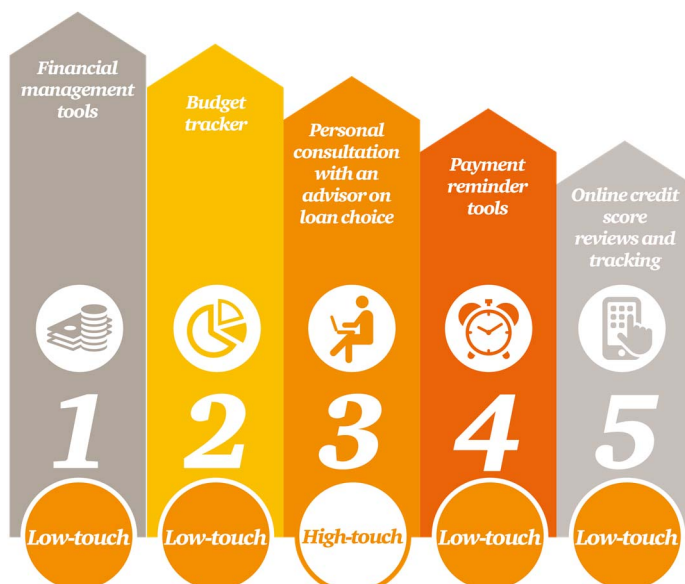 Financial
management
tools
Budget
tracker
Personal
consultation
with an
advisor on
loan choice
Payment
reminder
tools
Online credit
score
reviews and
tracking
1
2
3
4
5
Low-touch
Low-touch
High-touch
Low-touch
Low-touch